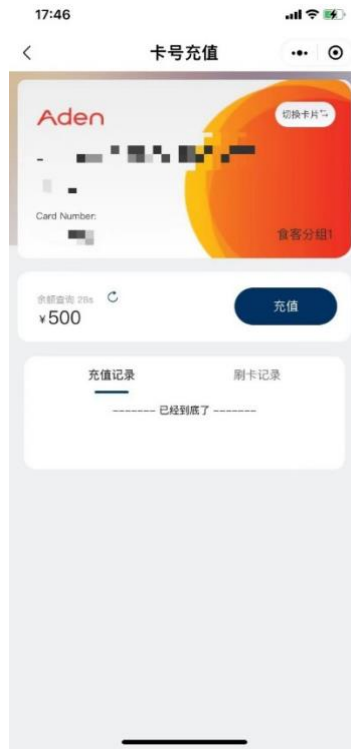 17:46
卡号充值
Aden
切换卡片
Card Number:
食客分组1
余额查询 28s
¥500
充值
充值记录
刷卡记录
------- 已经到底了 -------